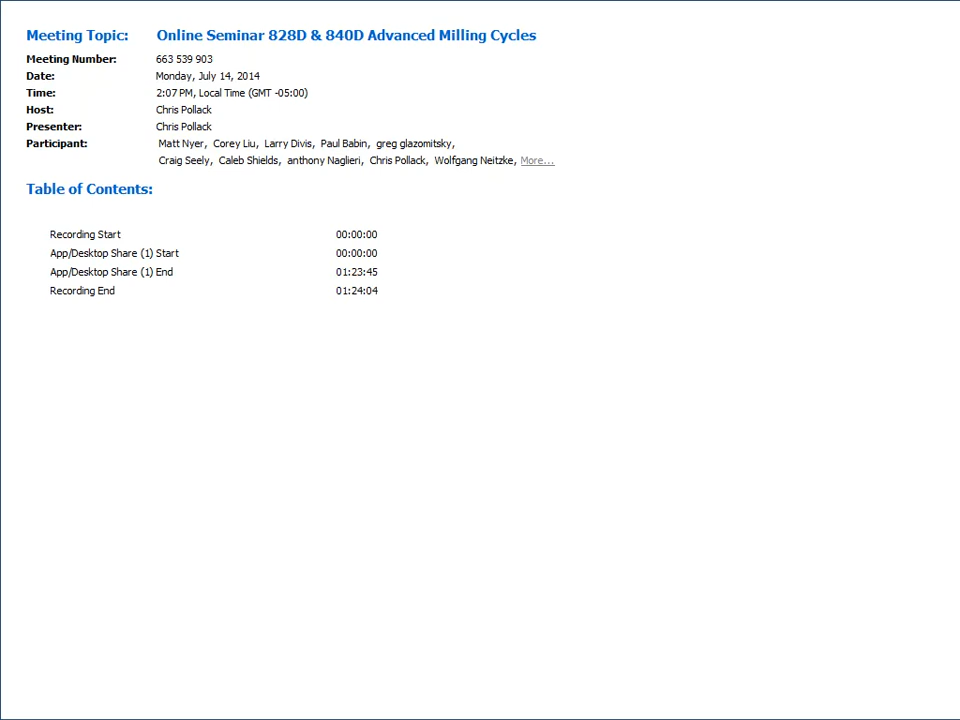 Meeting Topic: Online Seminar 828D & 840D Advanced Milling Cycles
Meeting Number: 663 539 903
Date: Monday, July 14, 2014
Time: 2:07 PM, Local Time (GMT -05:00)
Host: Chris Pollack
Presenter: Chris Pollack
Participant: Matt Nyer, Corey Liu, Larry Divis, Paul Babin, greg glazomitsky,
Craig Seely, Caleb Shields, anthony Naglieri, Chris Pollack, Wolfgang Neitzke, More...
Table of Contents:
Recording Start 00:00:00
App/Desktop Share (1) Start 00:00:00
App/Desktop Share (1) End 01:23:45
Recording End 01:24:04